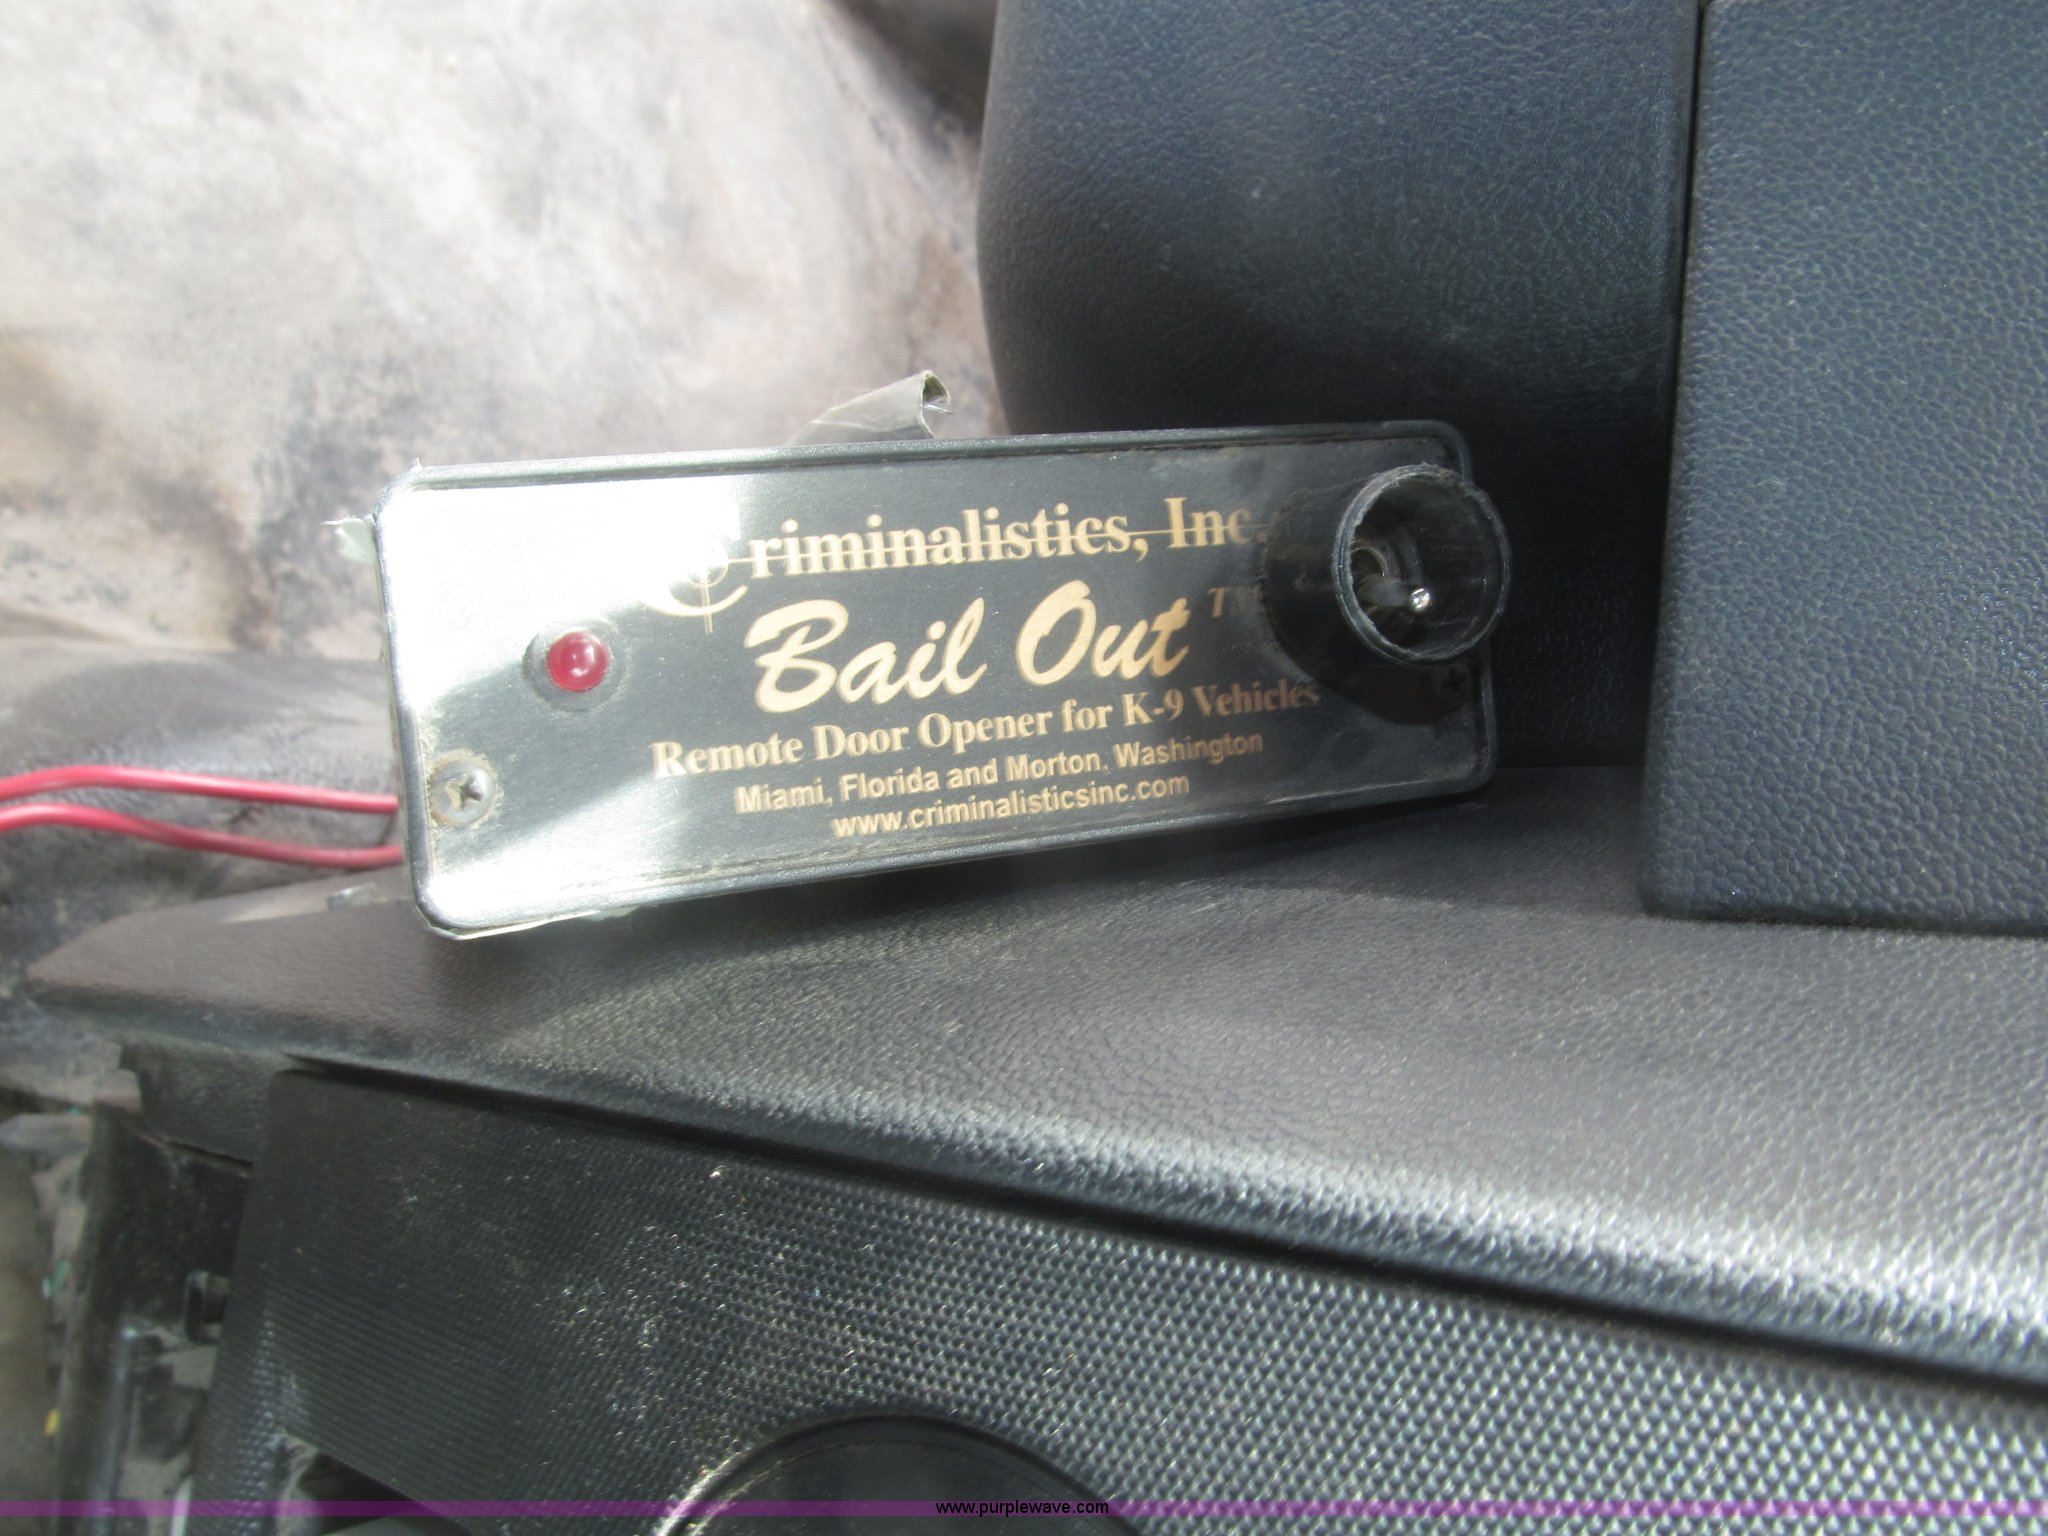 Criminalistics, Inc.
Bail Out TM
Remote Door Opener for K-9 Vehicles
Miami, Florida and Morton, Washington
www.criminalisticsinc.com
www.purplewave.com